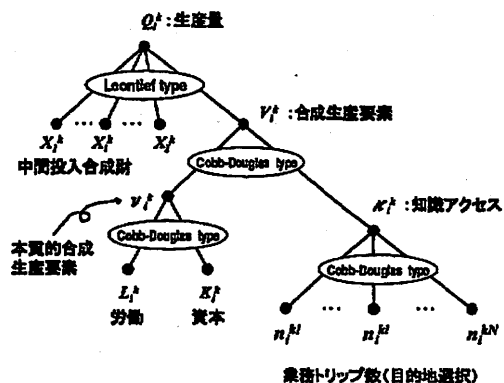 Q_i^k : 生産量
Leontief type
X_i^k … X_i^k … X_i^k
中間投入合成財
V_i^k : 合成生産要素
Cobb-Douglas type
ν_i^k
本質的合成
生産要素
Cobb-Douglas type
L_i^k K_i^k
労働 資本
κ_i^k : 知識アクセス
Cobb-Douglas type
n_i^{k1} … n_i^{kl} … n_i^{kN}
業務トリップ数(目的地選択)